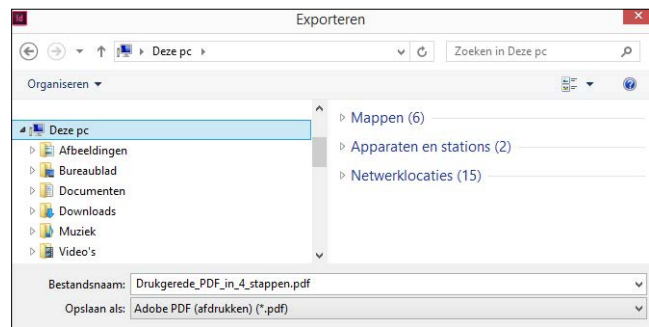 Id
Exporteren
Deze pc
Zoeken in Deze pc
Organiseren
Deze pc
Afbeeldingen
Bureaublad
Documenten
Downloads
Muziek
Video's
Mappen (6)
Apparaten en stations (2)
Netwerklocaties (15)
Bestandsnaam: Drukgerede_PDF_in_4_stappen.pdf
Opslaan als: Adobe PDF (afdrukken) (*.pdf)